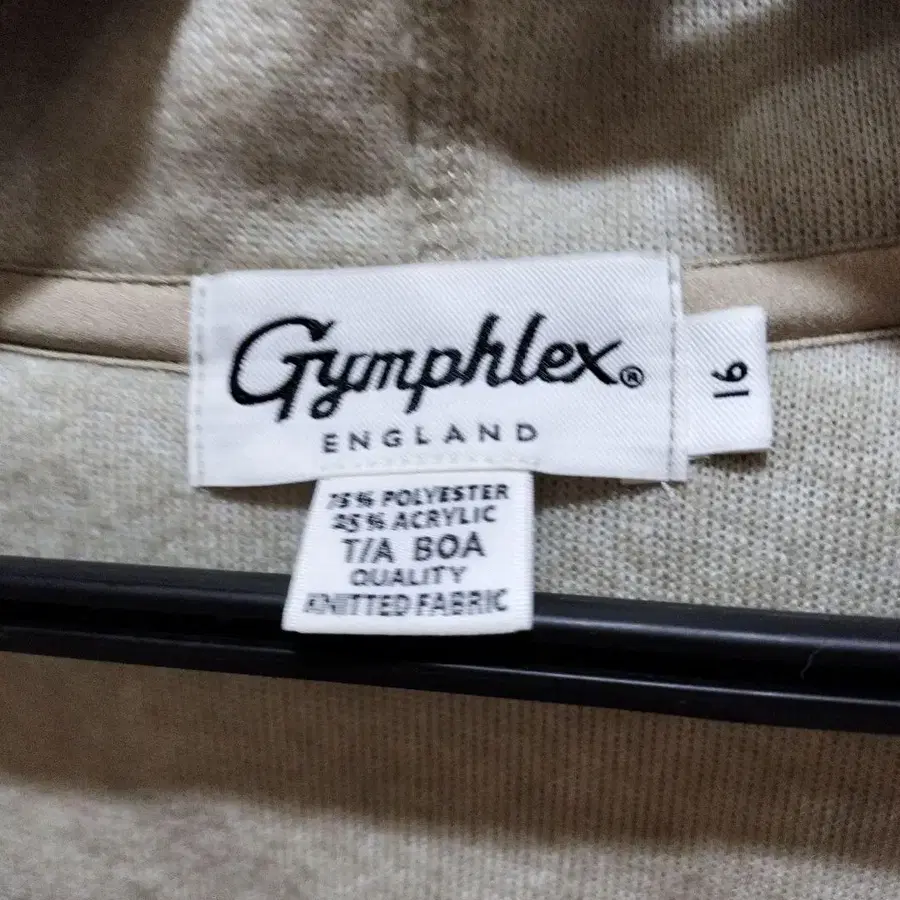 Gymphlex®
ENGLAND
16
75% POLYESTER
25% ACRYLIC
T/A BOA
QUALITY
KNITTED FABRIC